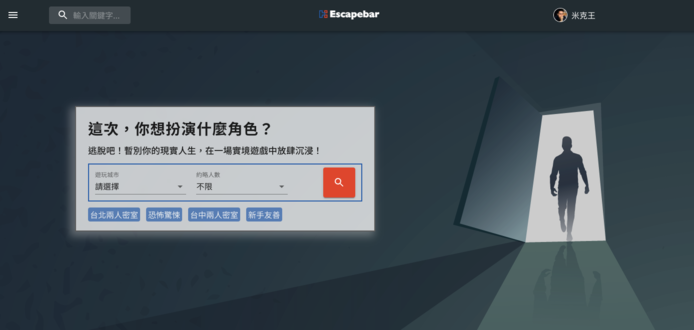 輸入關鍵字...
Escapebar
米克王
這次，你想扮演什麼角色？
逃脫吧！暫別你的現實人生，在一場實境遊戲中放肆沉浸！
遊玩城市
約略人數
請選擇
不限
台北兩人密室 恐怖驚悚 台中兩人密室 新手友善